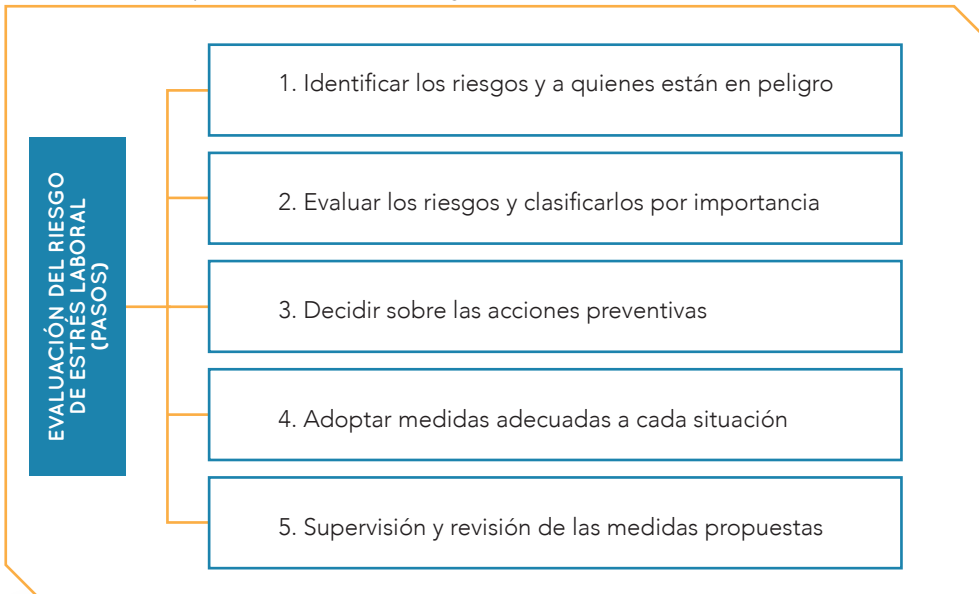 EVALUACIÓN DEL RIESGO
DE ESTRÉS LABORAL
(PASOS)
1. Identificar los riesgos y a quienes están en peligro
2. Evaluar los riesgos y clasificarlos por importancia
3. Decidir sobre las acciones preventivas
4. Adoptar medidas adecuadas a cada situación
5. Supervisión y revisión de las medidas propuestas